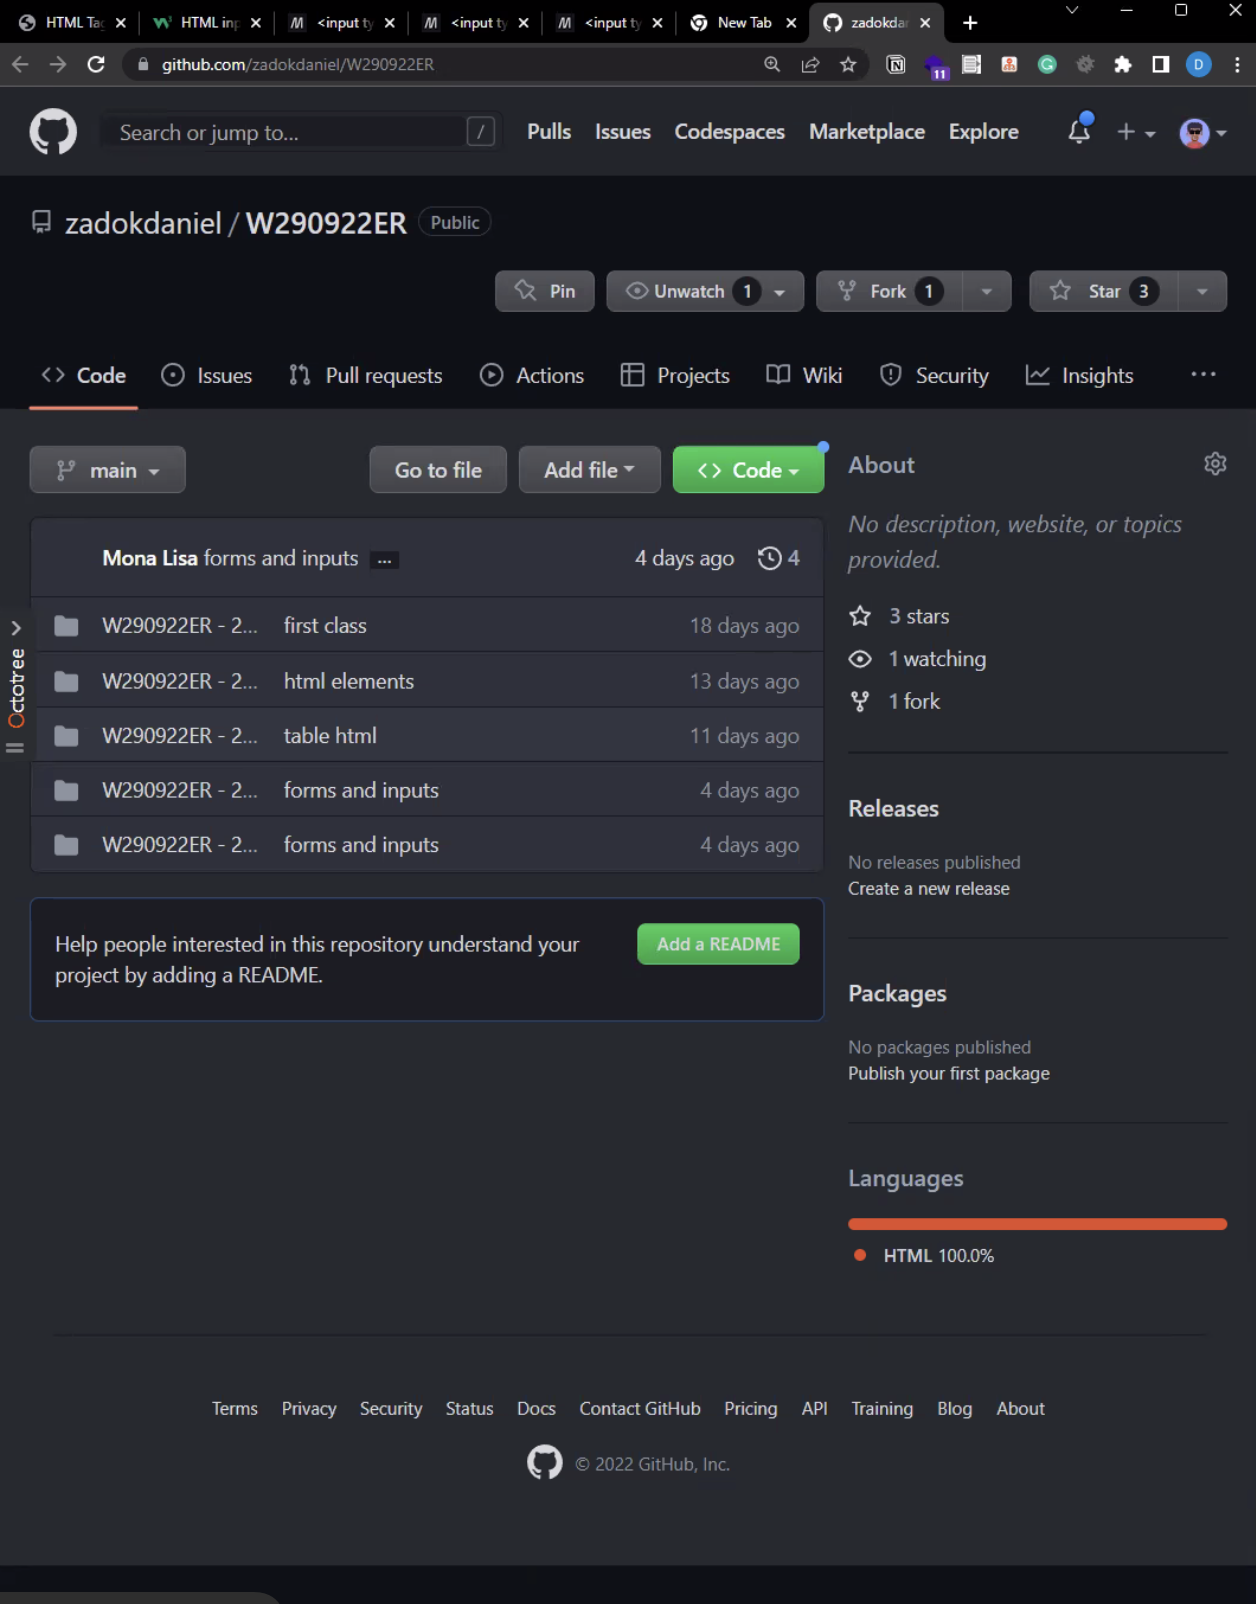 HTML Ta
HTML inp
<input ty
<input ty
<input ty
New Tab
zadokdan
github.com/zadokdaniel/W290922ER
11
D
Search or jump to... /
Pulls Issues Codespaces Marketplace Explore
zadokdaniel / W290922ER Public
Pin Unwatch 1 Fork 1 Star 3
Code Issues Pull requests Actions Projects Wiki Security Insights ...
main Go to file Add file Code
Mona Lisa forms and inputs ... 4 days ago 4
W290922ER - 2... first class 18 days ago
W290922ER - 2... html elements 13 days ago
W290922ER - 2... table html 11 days ago
W290922ER - 2... forms and inputs 4 days ago
W290922ER - 2... forms and inputs 4 days ago
Octotree
Help people interested in this repository understand your
project by adding a README.
Add a README
About
No description, website, or topics
provided.
3 stars
1 watching
1 fork
Releases
No releases published
Create a new release
Packages
No packages published
Publish your first package
Languages
HTML 100.0%
Terms Privacy Security Status Docs Contact GitHub Pricing API Training Blog About
© 2022 GitHub, Inc.